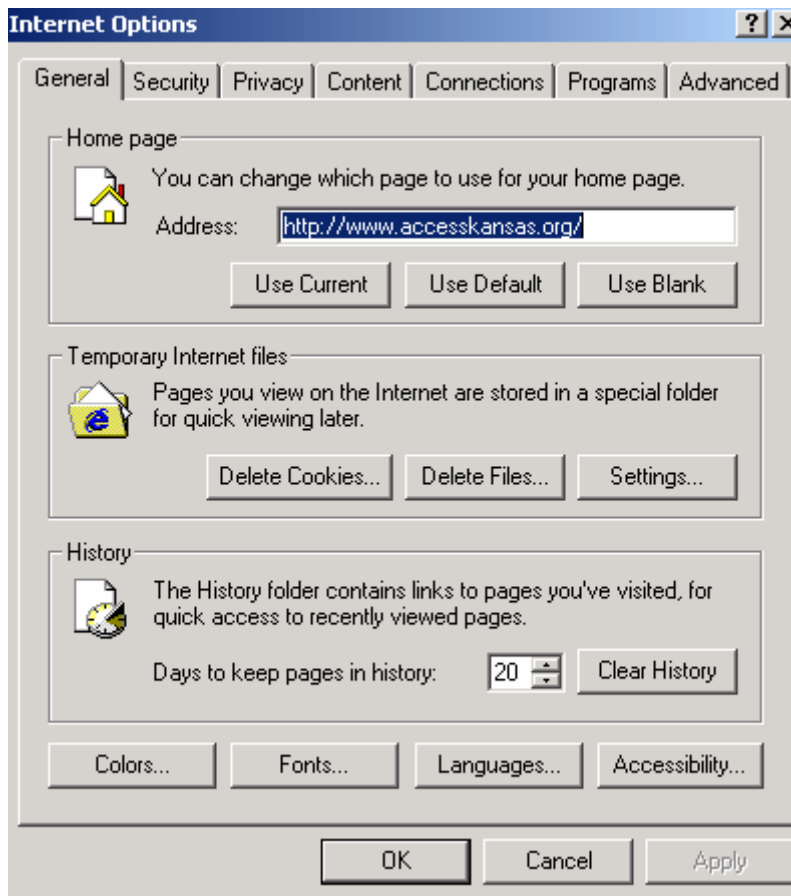 Internet Options
General Security Privacy Content Connections Programs Advanced
Home page
You can change which page to use for your home page.
Address: http://www.accesskansas.org/
Use Current Use Default Use Blank
Temporary Internet files
Pages you view on the Internet are stored in a special folder
for quick viewing later.
Delete Cookies... Delete Files... Settings...
History
The History folder contains links to pages you've visited, for
quick access to recently viewed pages.
Days to keep pages in history: 20 Clear History
Colors... Fonts... Languages... Accessibility...
OK Cancel Apply